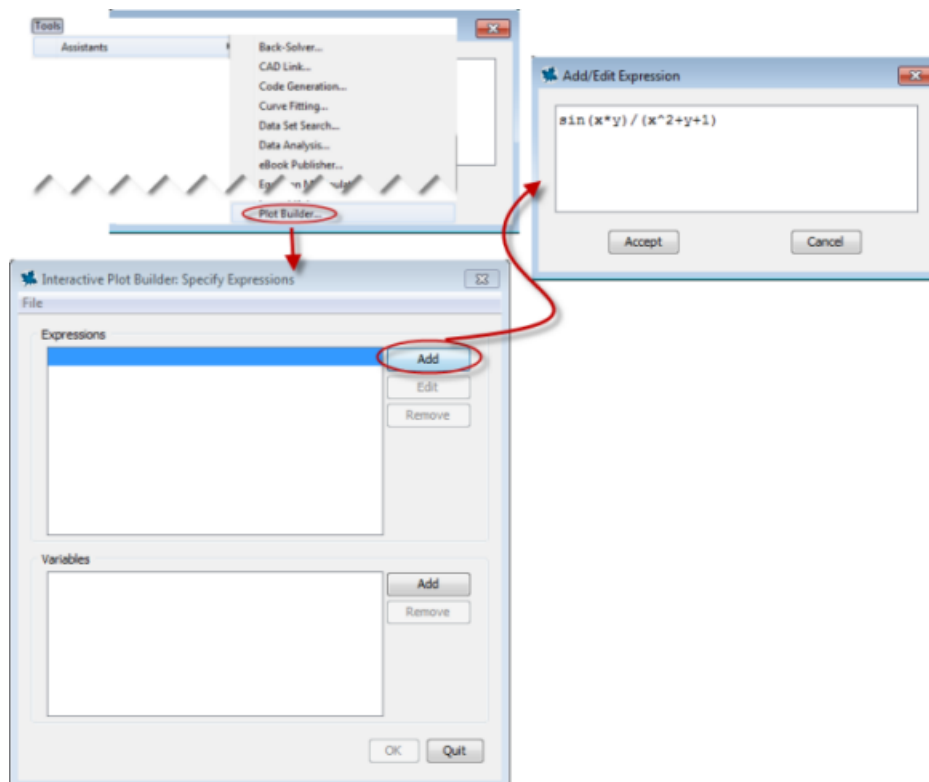 Tools
Assistants
Back-Solver...
CAD Link...
Code Generation...
Curve Fitting...
Data Set Search...
Data Analysis...
eBook Publisher...
Plot Builder...
Add/Edit Expression
sin(x*y)/(x^2+y+1)
Accept
Cancel
Interactive Plot Builder: Specify Expressions
File
Expressions
Add
Edit
Remove
Variables
Add
Remove
OK
Quit